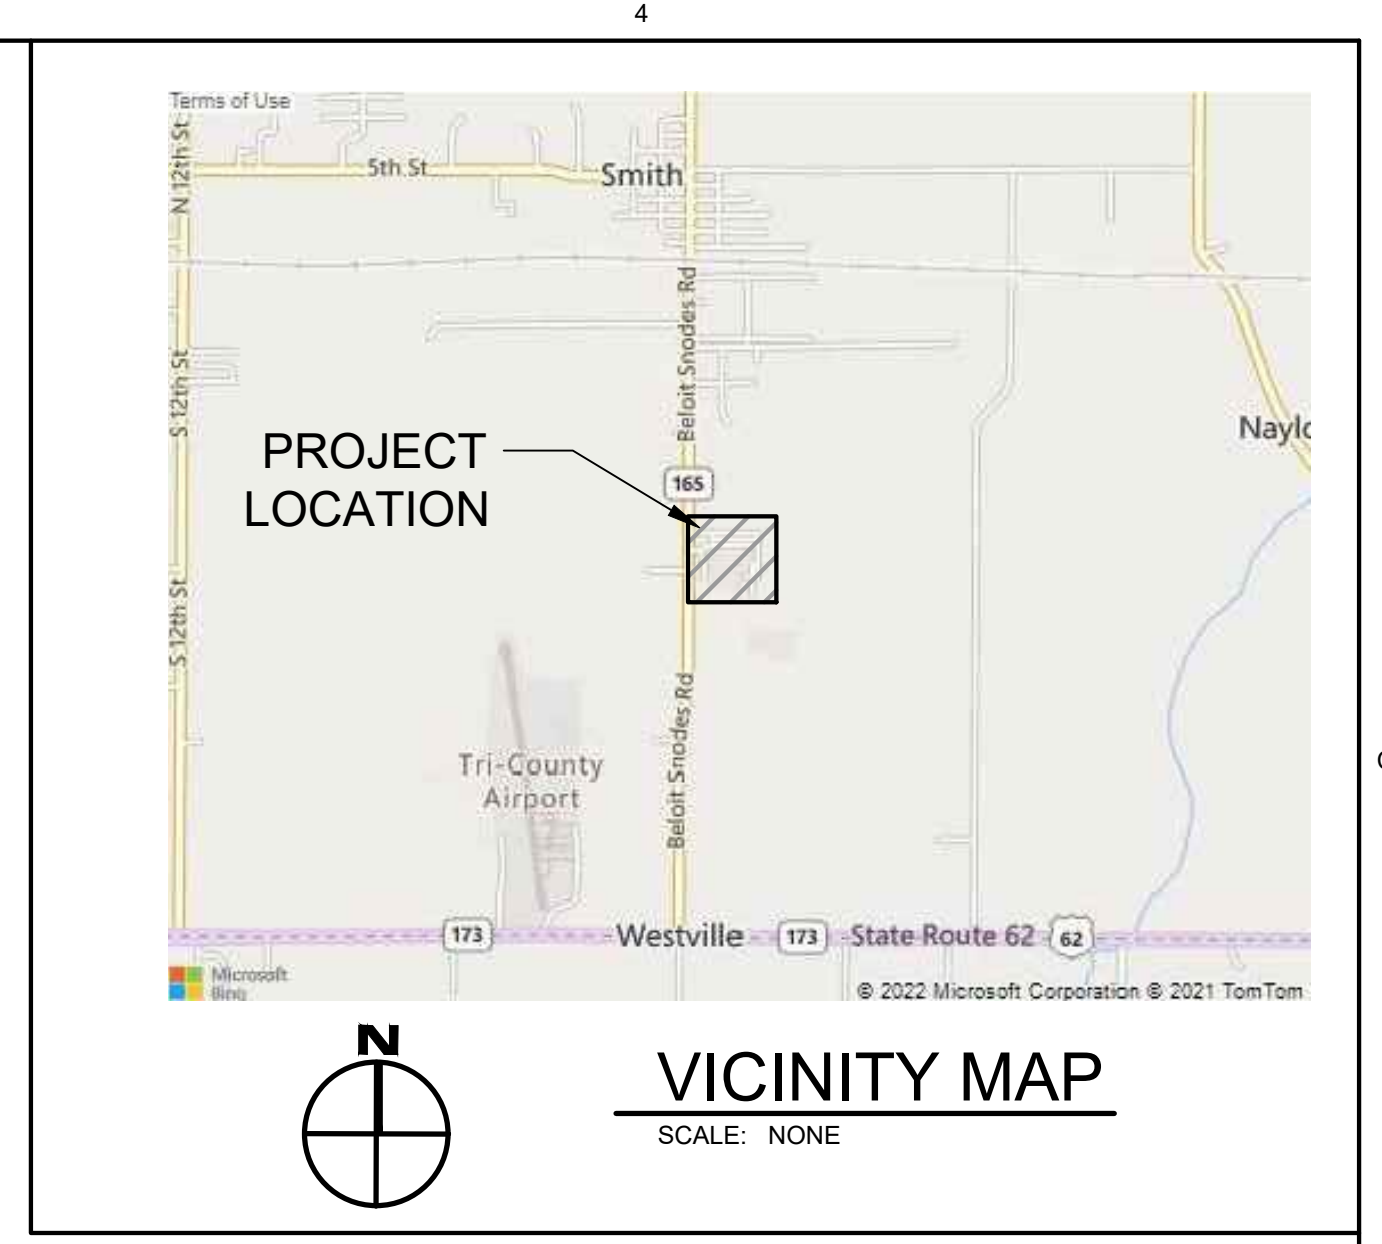 4
Terms of Use
N 12th St
5th St
Smith
Beloit Snodes Rd
S 12th St
Naylo
PROJECT
LOCATION
165
S 12th St
Beloit Snodes Rd
Tri-County
Airport
173
Westville
173
State Route 62
62
Microsoft
Bing
© 2022 Microsoft Corporation © 2021 TomTom
N
VICINITY MAP
SCALE: NONE